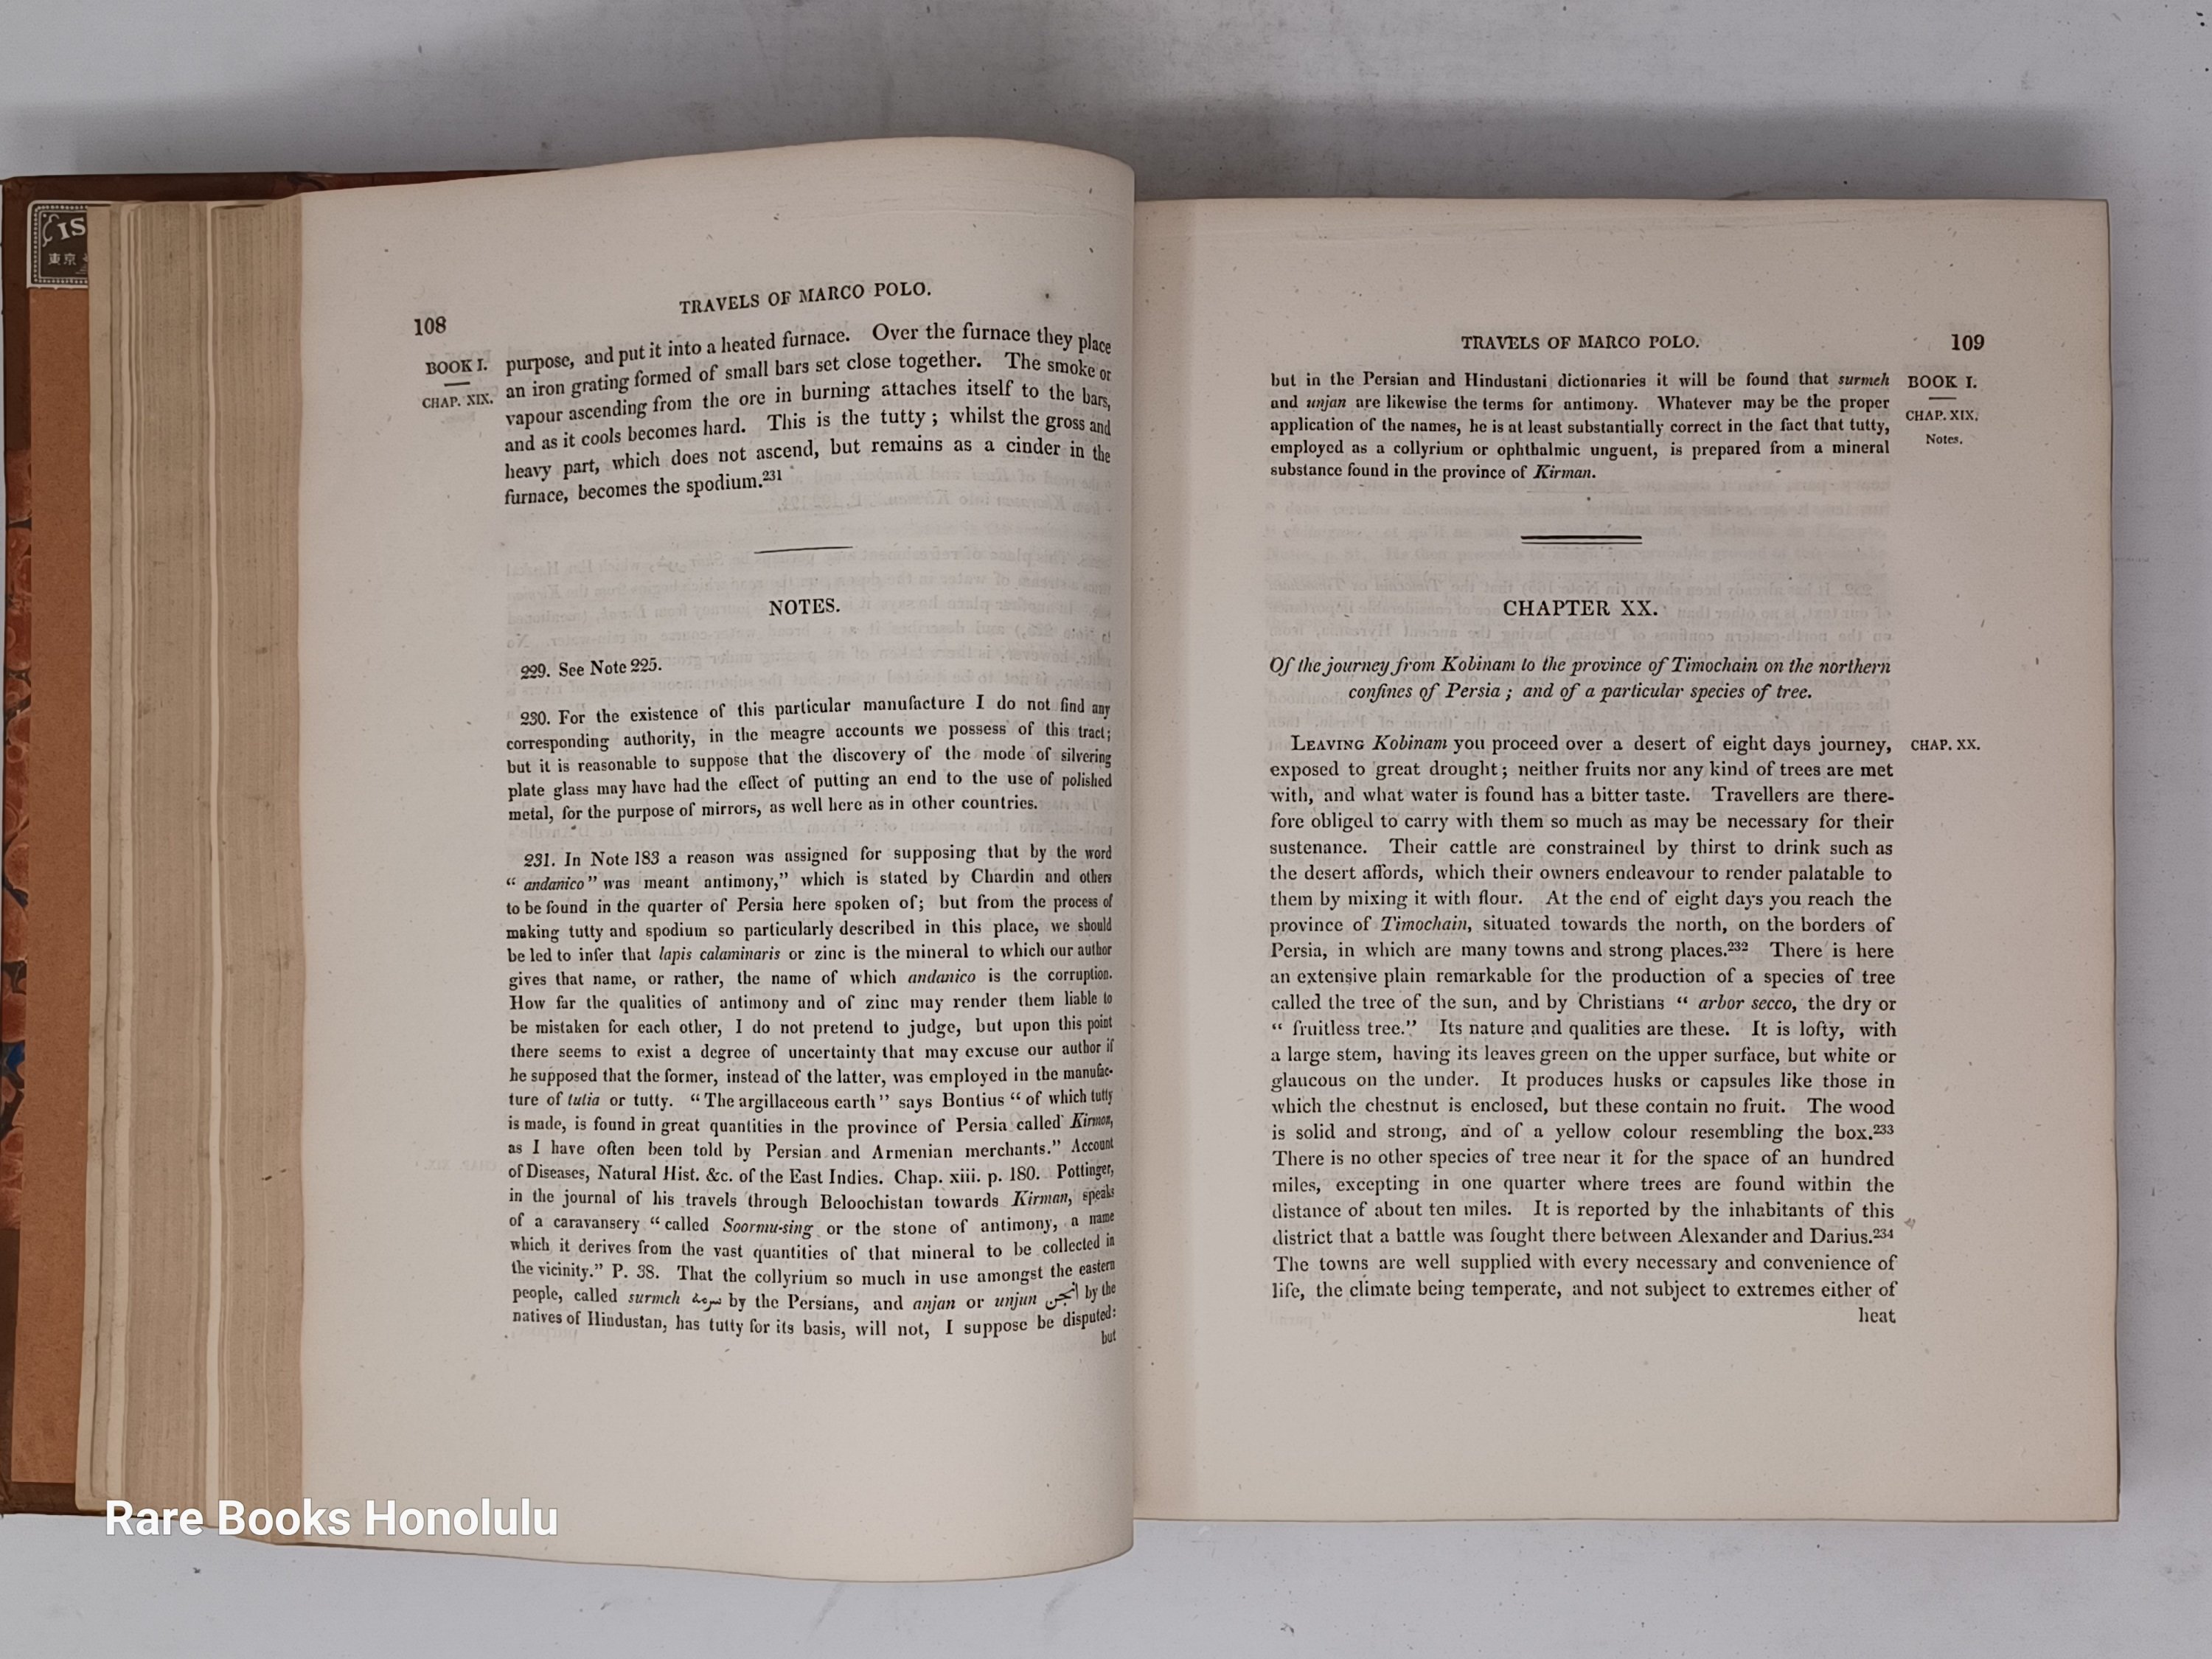 IS
東京
108
TRAVELS OF MARCO POLO.
BOOK I.
CHAP. XIX.
purpose, and put it into a heated furnace. Over the furnace they place
an iron grating formed of small bars set close together. The smoke or
vapour ascending from the ore in burning attaches itself to the bars,
and as it cools becomes hard. This is the tutty; whilst the gross and
heavy part, which does not ascend, but remains as a cinder in the
furnace, becomes the spodium.231
NOTES.
229. See Note 225.
230. For the existence of this particular manufacture I do not find any
corresponding authority, in the meagre accounts we possess of this tract;
but it is reasonable to suppose that the discovery of the mode of silvering
plate glass may have had the effect of putting an end to the use of polished
metal, for the purpose of mirrors, as well here as in other countries.
231. In Note 183 a reason was assigned for supposing that by the word
“ andanico” was meant antimony,” which is stated by Chardin and others
to be found in the quarter of Persia here spoken of; but from the process of
making tutty and spodium so particularly described in this place, we should
be led to infer that lapis calaminaris or zinc is the mineral to which our author
gives that name, or rather, the name of which andanico is the corruption.
How far the qualities of antimony and of zinc may render them liable to
be mistaken for each other, I do not pretend to judge, but upon this point
there seems to exist a degree of uncertainty that may excuse our author if
he supposed that the former, instead of the latter, was employed in the manufac-
ture of tutia or tutty. “The argillaceous earth” says Bontius “of which tutty
is made, is found in great quantities in the province of Persia called Kirman,
as I have often been told by Persian and Armenian merchants.” Account
of Diseases, Natural Hist. &c. of the East Indies. Chap. xiii. p. 180. Pottinger,
in the journal of his travels through Beloochistan towards Kirman, speaks
of a caravansery “called Soormu-sing or the stone of antimony, a name
which it derives from the vast quantities of that mineral to be collected in
the vicinity.” P. 38. That the collyrium so much in use amongst the eastern
people, called surmeh سرمه by the Persians, and anjan or unjun انجن by the
natives of Hindustan, has tutty for its basis, will not, I suppose be disputed:
but
TRAVELS OF MARCO POLO.
109
but in the Persian and Hindustani dictionaries it will be found that surmeh
and unjan are likewise the terms for antimony. Whatever may be the proper
application of the names, he is at least substantially correct in the fact that tutty,
employed as a collyrium or ophthalmic unguent, is prepared from a mineral
substance found in the province of Kirman.
BOOK I.
CHAP. XIX.
Notes.
CHAPTER XX.
Of the journey from Kobinam to the province of Timochain on the northern
confines of Persia; and of a particular species of tree.
LEAVING Kobinam you proceed over a desert of eight days journey,
CHAP. XX.
exposed to great drought; neither fruits nor any kind of trees are met
with, and what water is found has a bitter taste. Travellers are there-
fore obliged to carry with them so much as may be necessary for their
sustenance. Their cattle are constrained by thirst to drink such as
the desert affords, which their owners endeavour to render palatable to
them by mixing it with flour. At the end of eight days you reach the
province of Timochain, situated towards the north, on the borders of
Persia, in which are many towns and strong places.232 There is here
an extensive plain remarkable for the production of a species of tree
called the tree of the sun, and by Christians “ arbor secco, the dry or
“ fruitless tree.” Its nature and qualities are these. It is lofty, with
a large stem, having its leaves green on the upper surface, but white or
glaucous on the under. It produces husks or capsules like those in
which the chestnut is enclosed, but these contain no fruit. The wood
is solid and strong, and of a yellow colour resembling the box.233
There is no other species of tree near it for the space of an hundred
miles, excepting in one quarter where trees are found within the
distance of about ten miles. It is reported by the inhabitants of this
district that a battle was fought there between Alexander and Darius.234
The towns are well supplied with every necessary and convenience of
life, the climate being temperate, and not subject to extremes either of
heat
Rare Books Honolulu